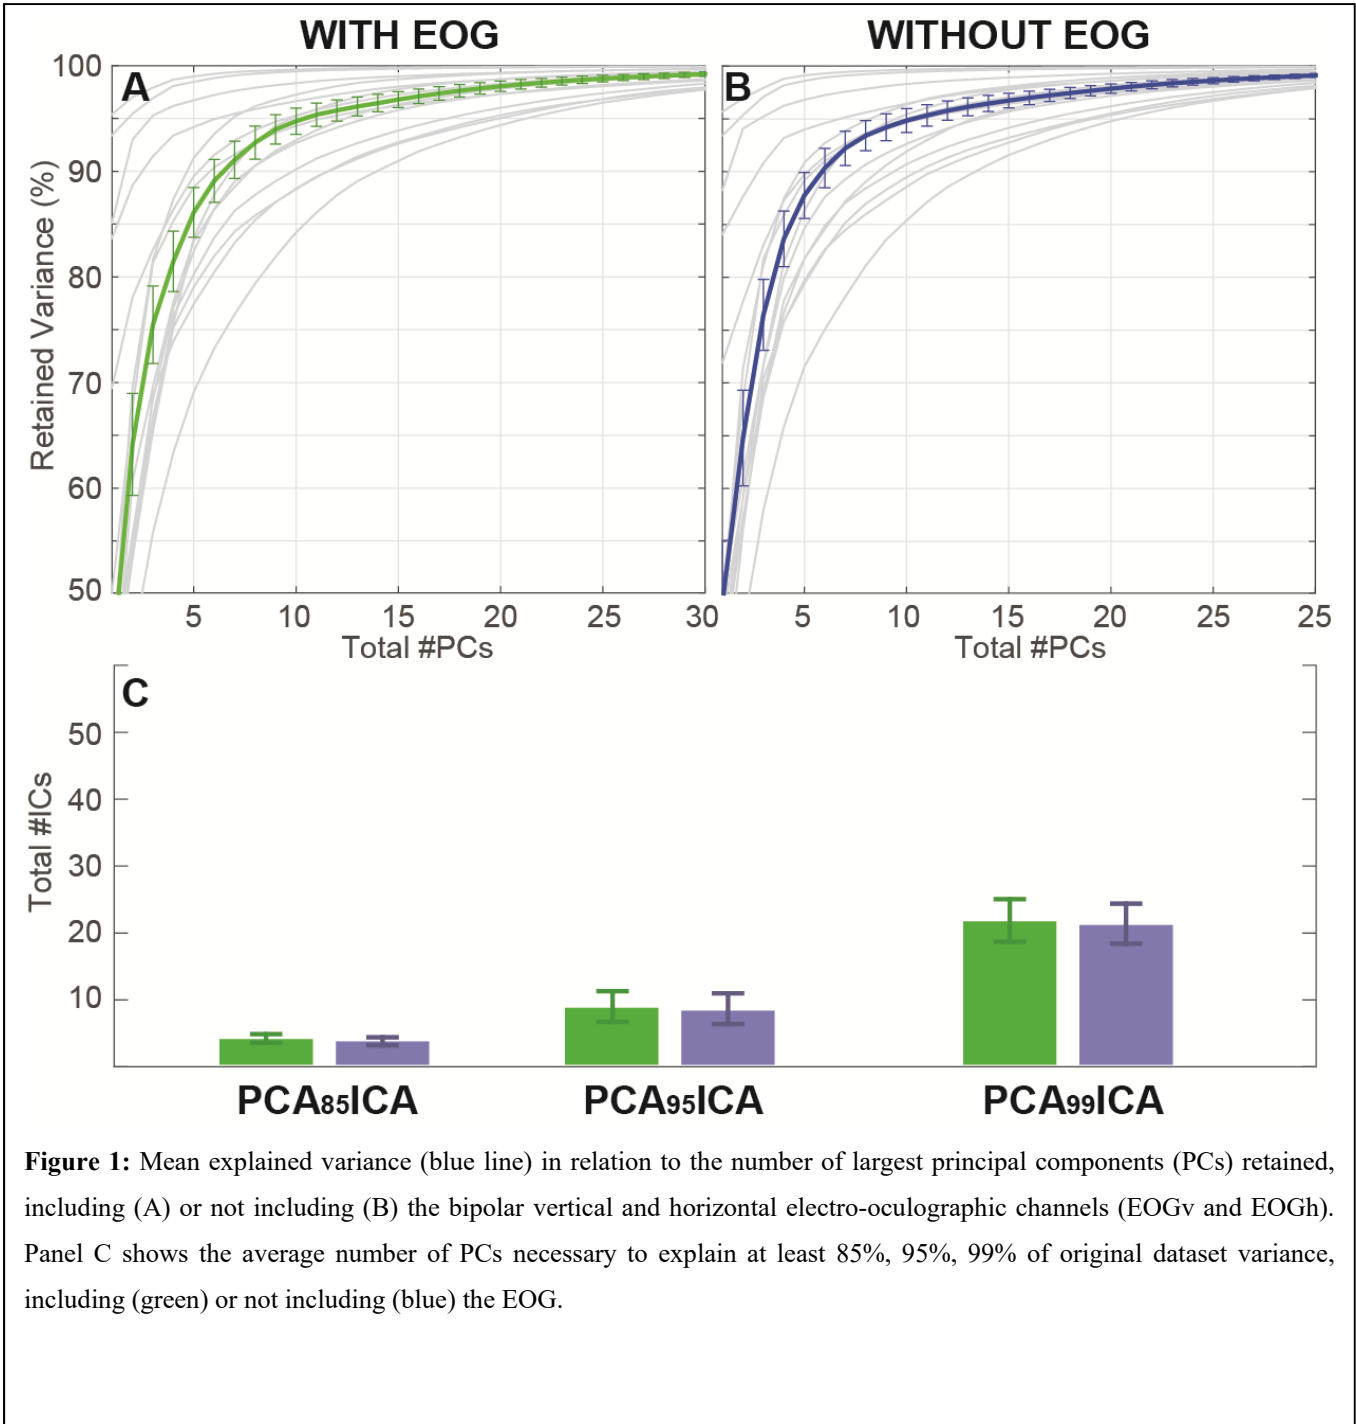 WITH EOG
WITHOUT EOG
A
B
100
90
80
70
60
50
Retained Variance (%)
5 10 15 20 25 30
5 10 15 20 25 25
Total #PCs
Total #PCs
C
50
40
30
20
10
Total #ICs
PCA85ICA
PCA95ICA
PCA99ICA
Figure 1: Mean explained variance (blue line) in relation to the number of largest principal components (PCs) retained,
including (A) or not including (B) the bipolar vertical and horizontal electro-oculographic channels (EOGv and EOGh).
Panel C shows the average number of PCs necessary to explain at least 85%, 95%, 99% of original dataset variance,
including (green) or not including (blue) the EOG.